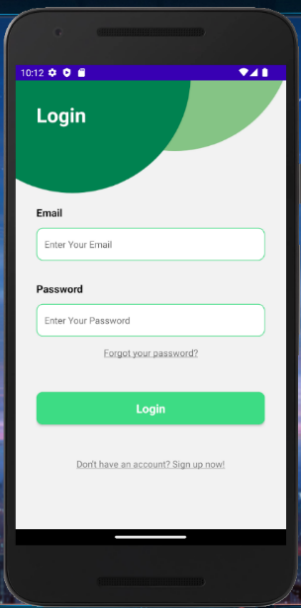 10:12
Login
Email
Enter Your Email
Password
Enter Your Password
Forgot your password?
Login
Don't have an account? Sign up now!